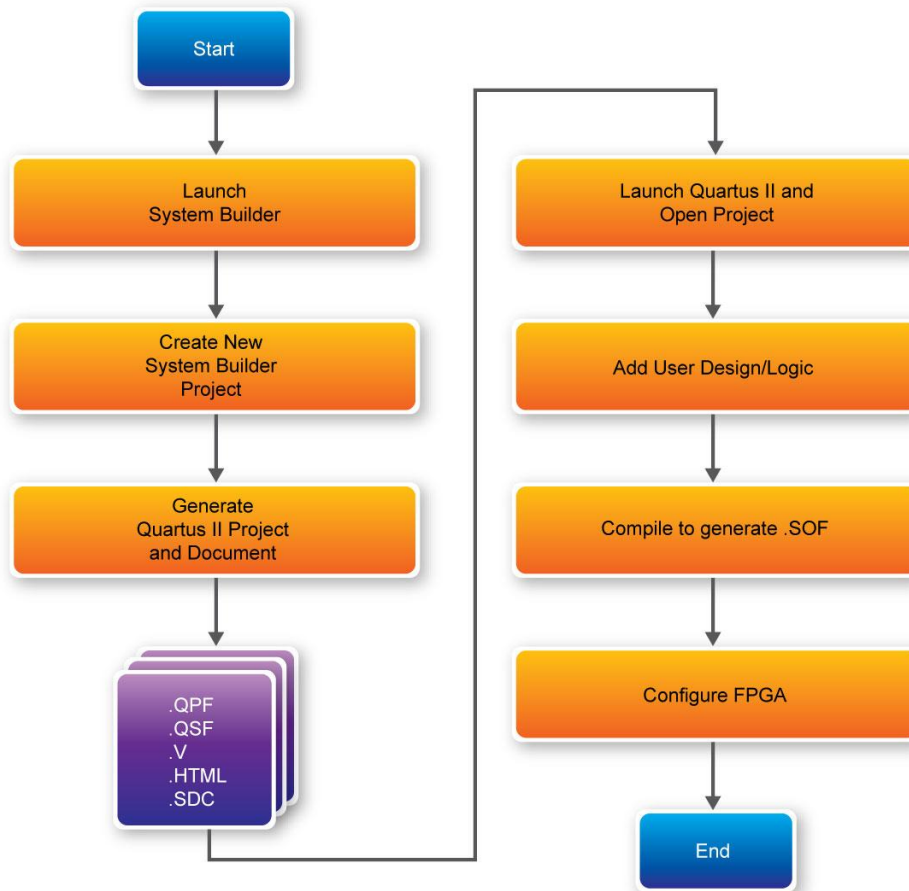 Start
Launch
System Builder
Create New
System Builder
Project
Generate
Quartus II Project
and Document
.QPF
.QSF
.V
.HTML
.SDC
Launch Quartus II and
Open Project
Add User Design/Logic
Compile to generate .SOF
Configure FPGA
End